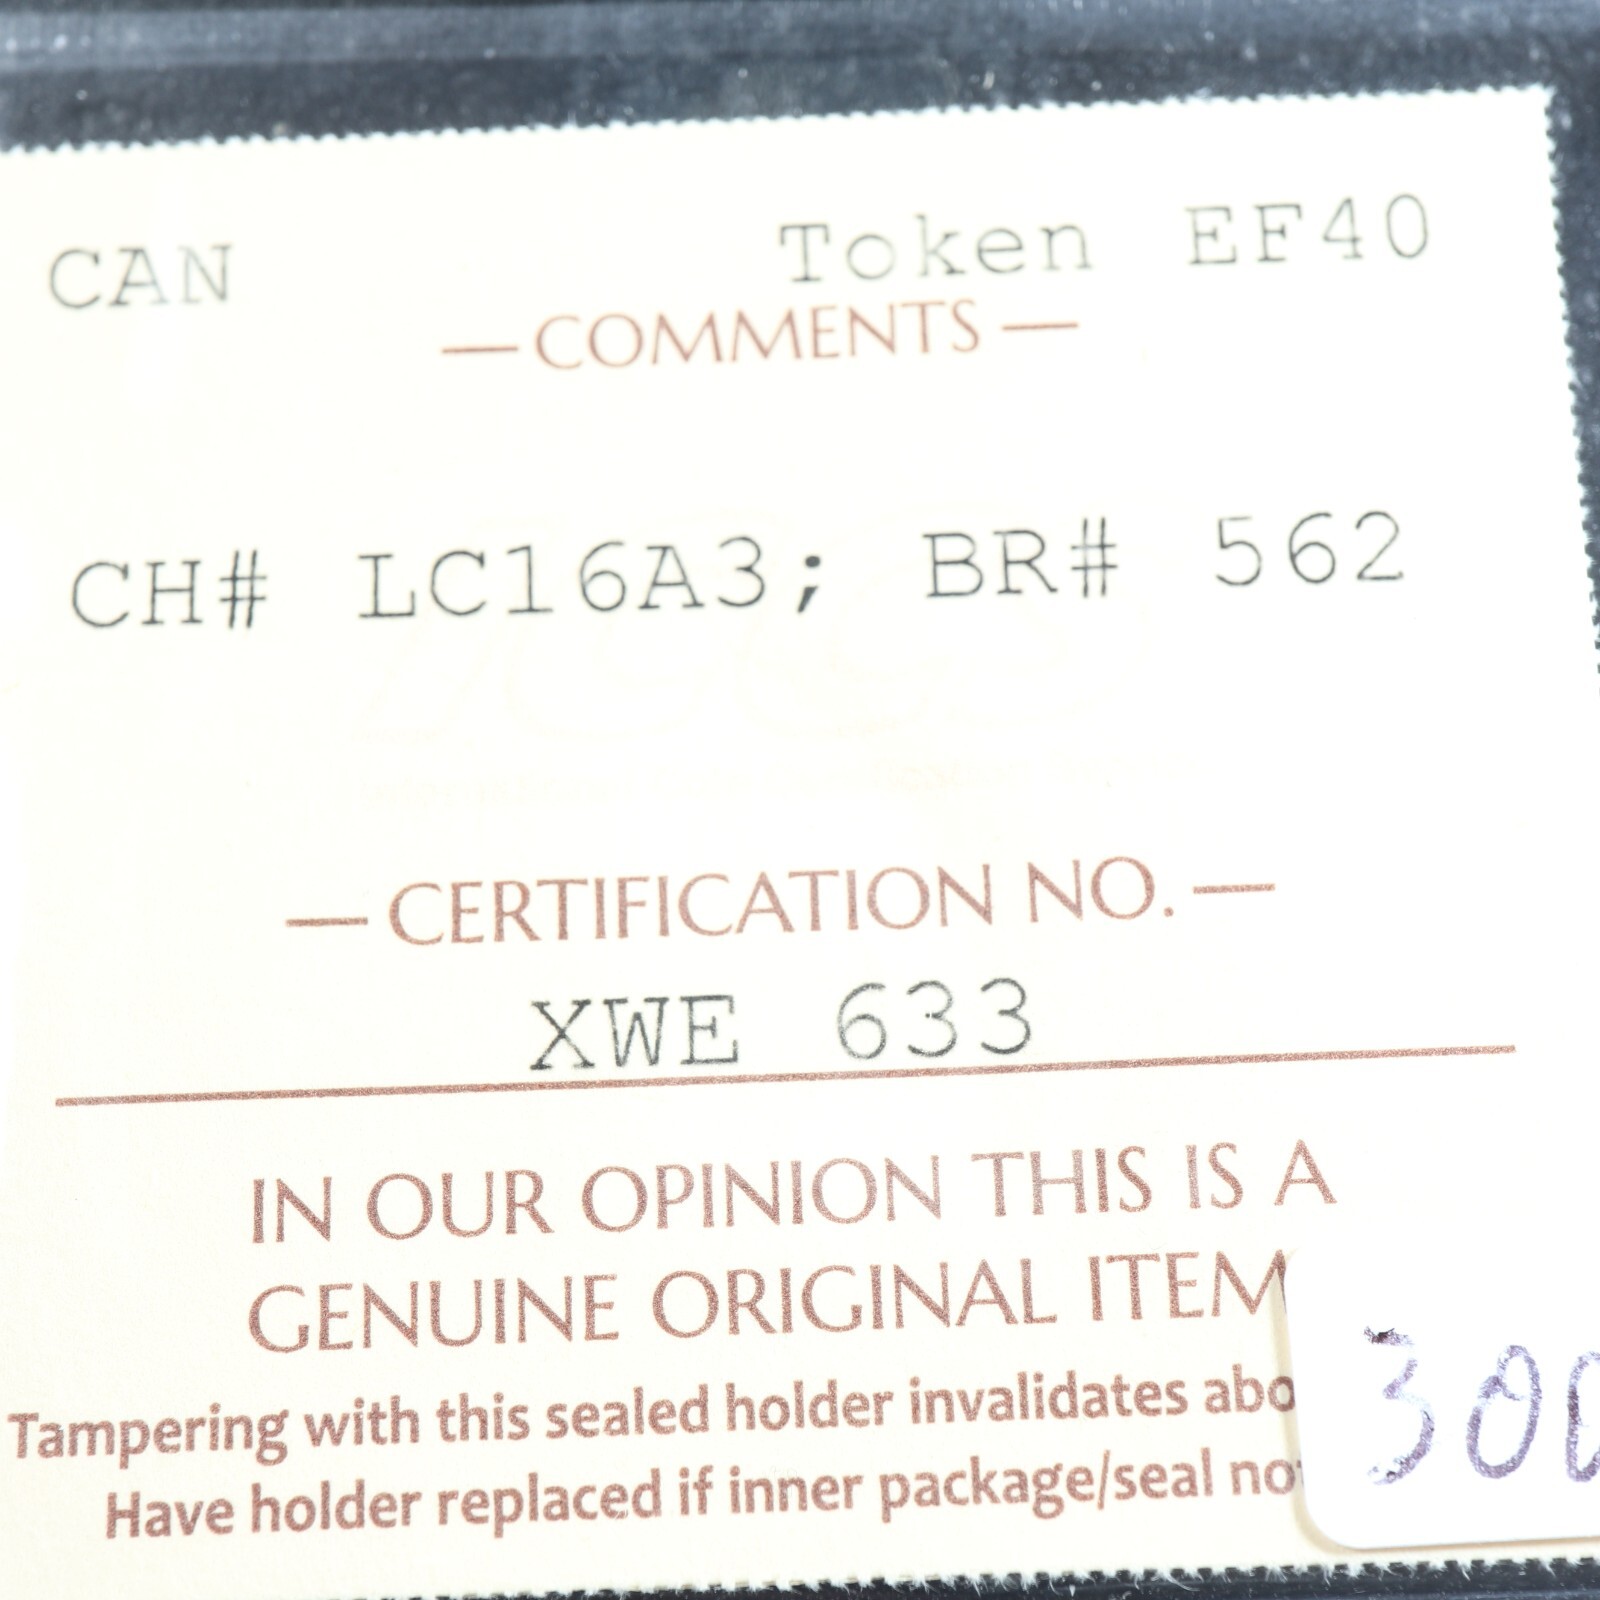 CAN Token EF40
— COMMENTS —
CH# LC16A3; BR# 562
— CERTIFICATION NO. —
XWE 633
IN OUR OPINION THIS IS A
GENUINE ORIGINAL ITEM
Tampering with this sealed holder invalidates abo
Have holder replaced if inner package/seal no
300